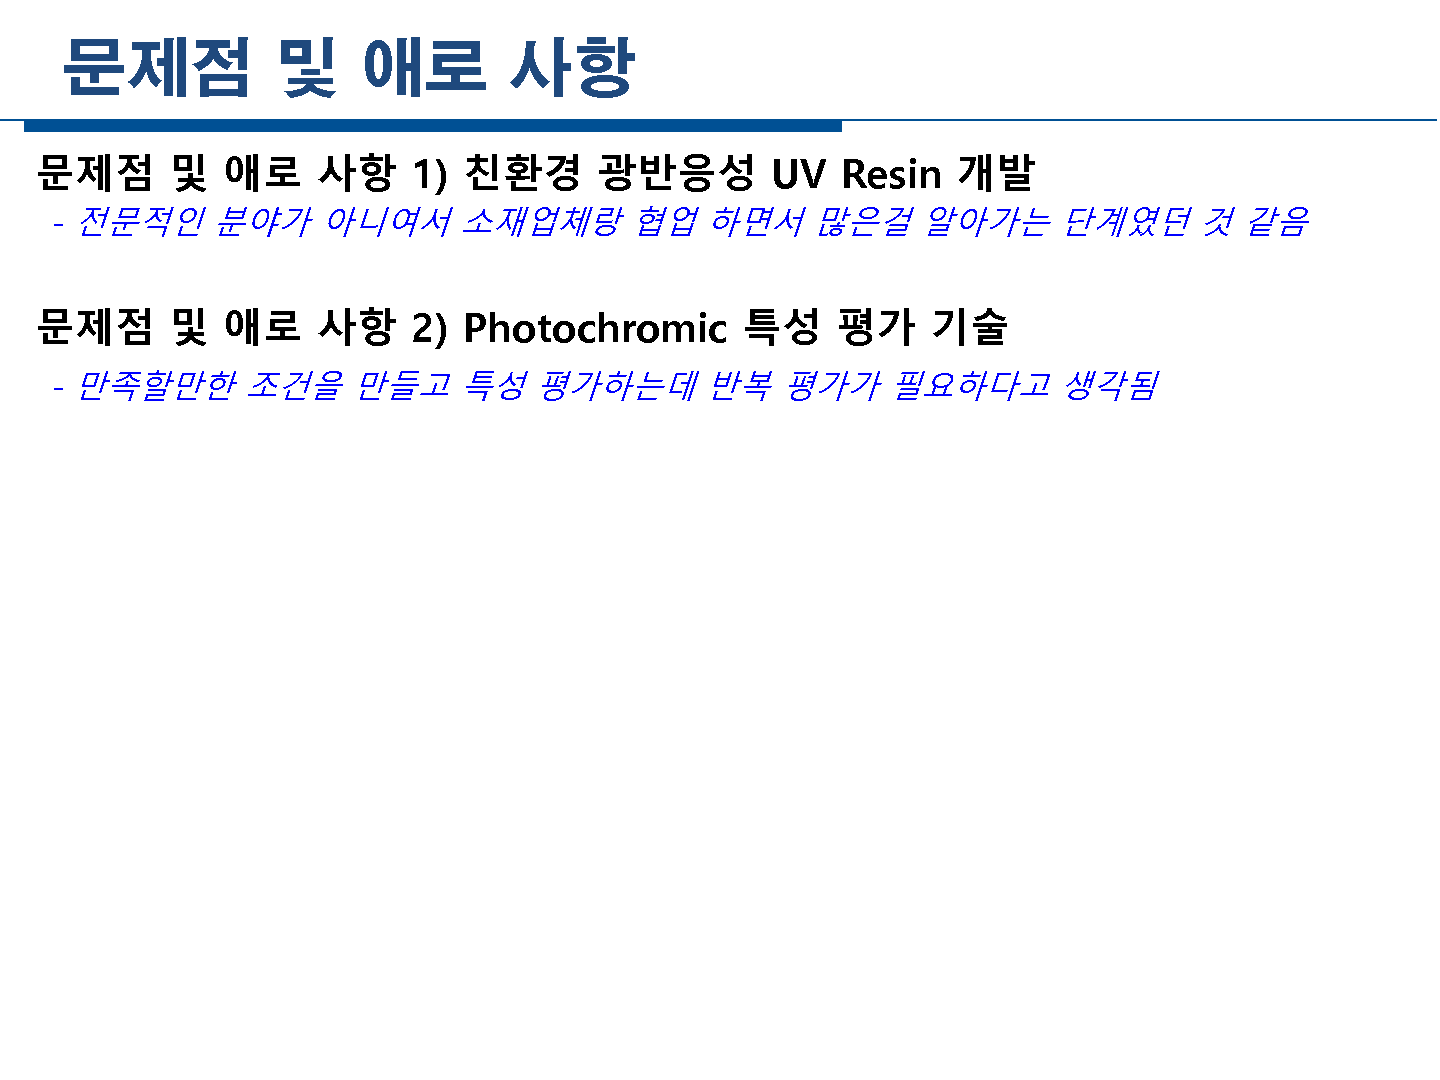 문제점 및 애로 사항
문제점 및 애로 사항 1) 친환경 광반응성 UV Resin 개발
- 전문적인 분야가 아니여서 소재업체랑 협업 하면서 많은걸 알아가는 단계였던 것 같음
문제점 및 애로 사항 2) Photochromic 특성 평가 기술
- 만족할만한 조건을 만들고 특성 평가하는데 반복 평가가 필요하다고 생각됨